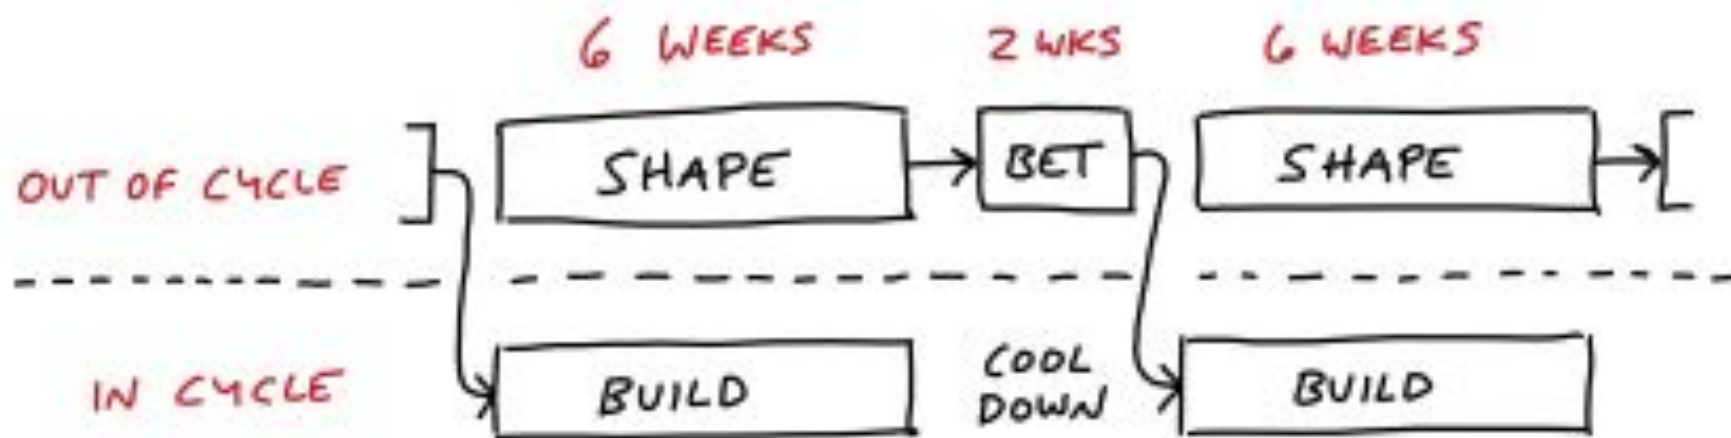 6 WEEKS 2 WKS 6 WEEKS
OUT OF CYCLE SHAPE BET SHAPE
IN CYCLE BUILD COOL DOWN BUILD